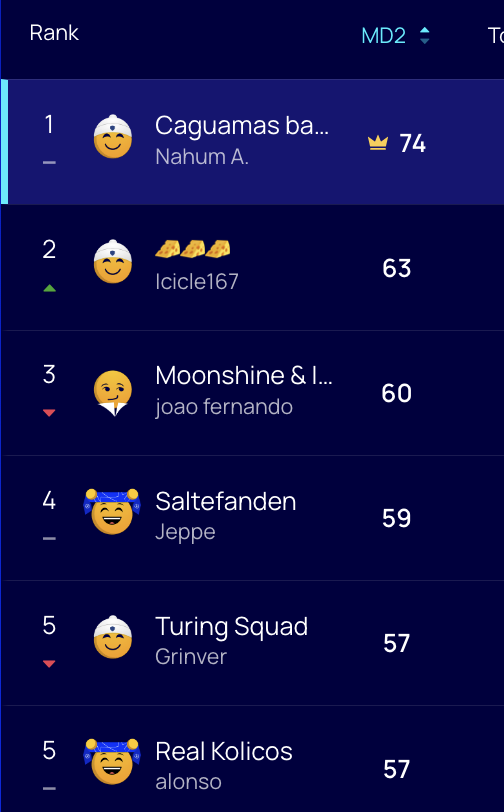 Rank MD2 To
1 Caguamas ba... 74
Nahum A.
2 🧀🧀🧀 63
Icicle167
3 Moonshine & l... 60
joao fernando
4 Saltefanden 59
Jeppe
5 Turing Squad 57
Grinver
5 Real Kolicos 57
alonso